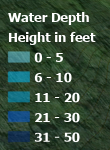 Water Depth
Height in feet
0 - 5
6 - 10
11 - 20
21 - 30
31 - 50